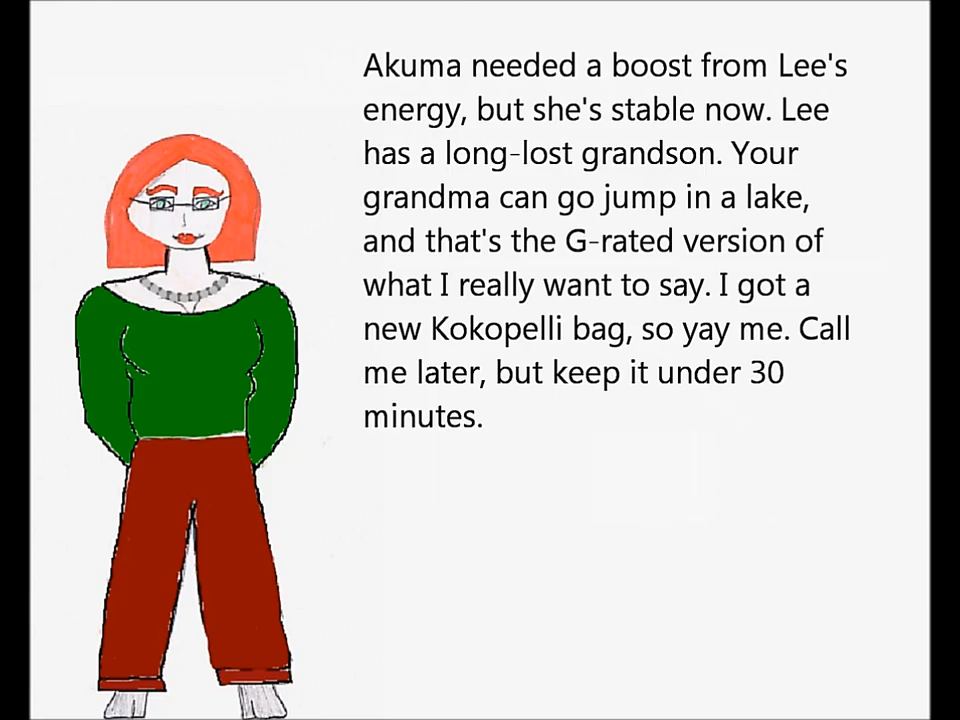 Akuma needed a boost from Lee's
energy, but she's stable now. Lee
has a long-lost grandson. Your
grandma can go jump in a lake,
and that's the G-rated version of
what I really want to say. I got a
new Kokopelli bag, so yay me. Call
me later, but keep it under 30
minutes.